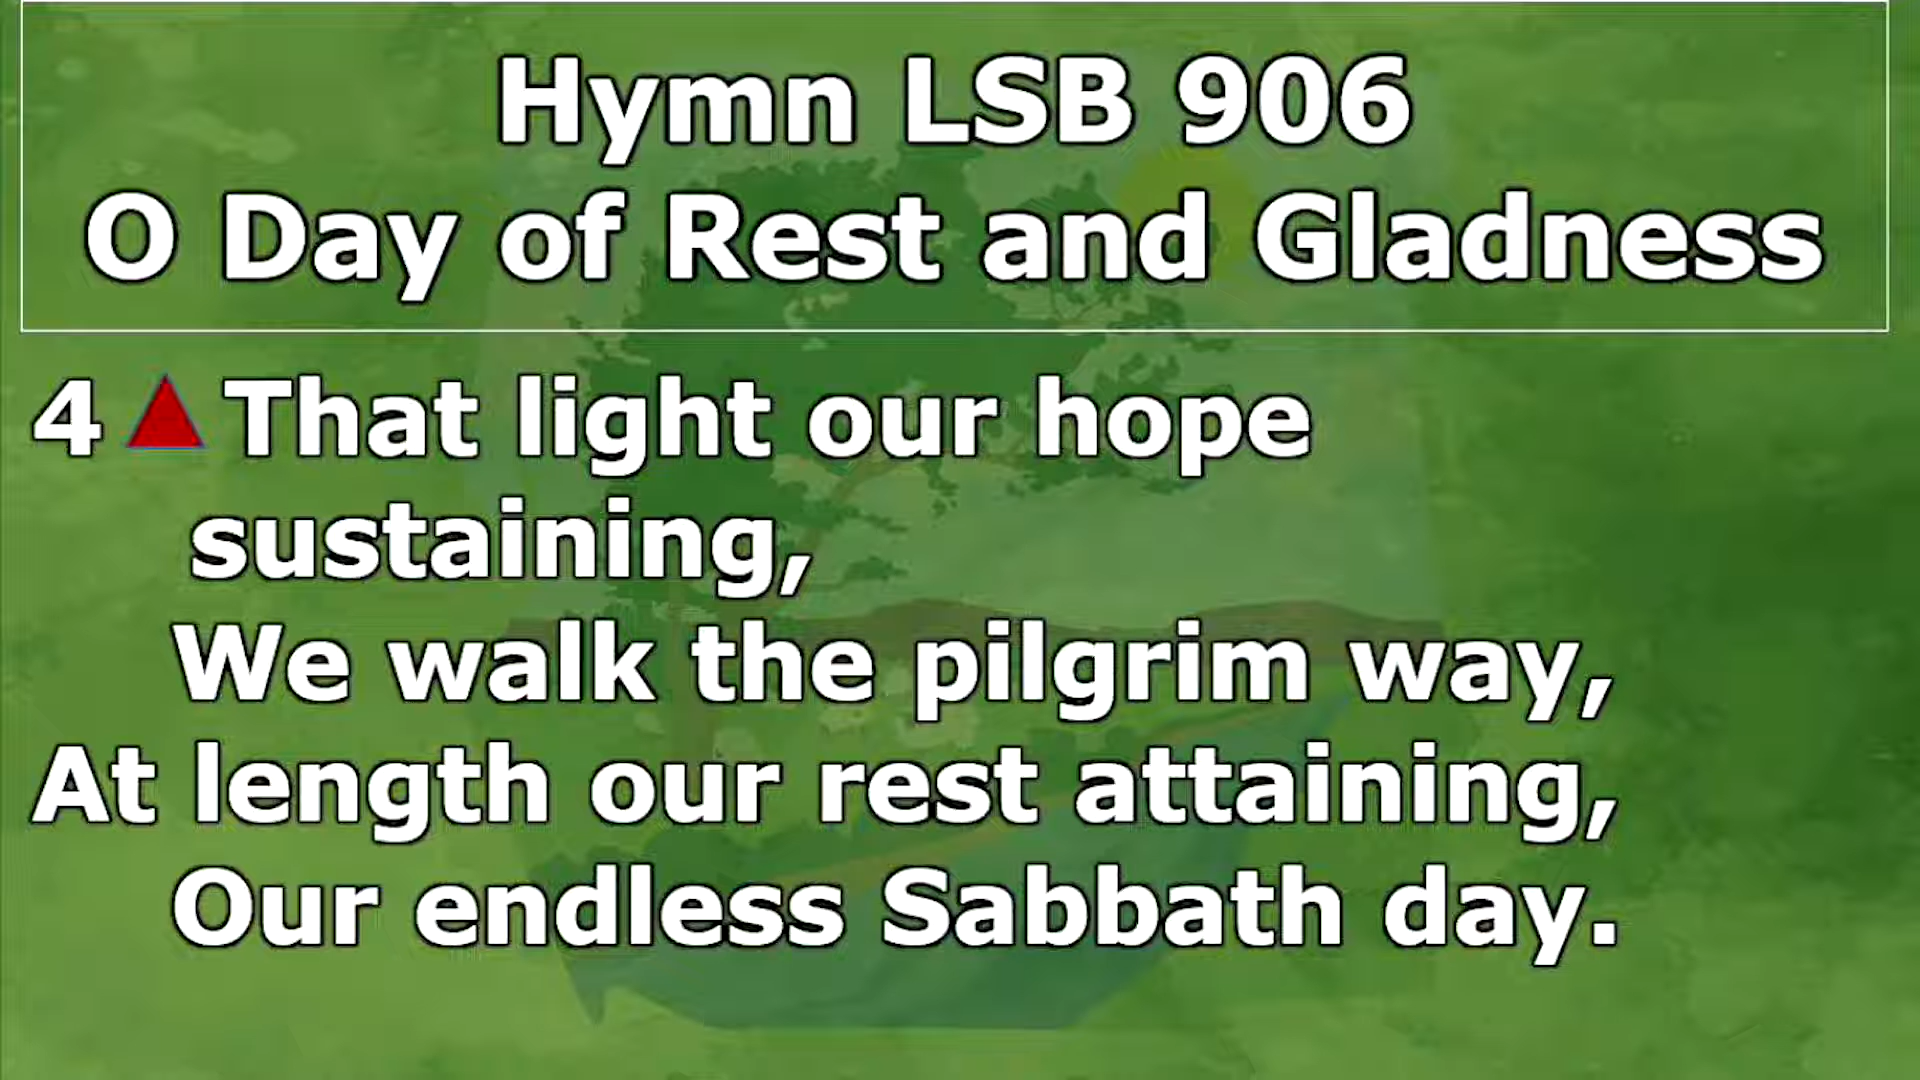 Hymn LSB 906
O Day of Rest and Gladness
4 That light our hope
sustaining,
We walk the pilgrim way,
At length our rest attaining,
Our endless Sabbath day.